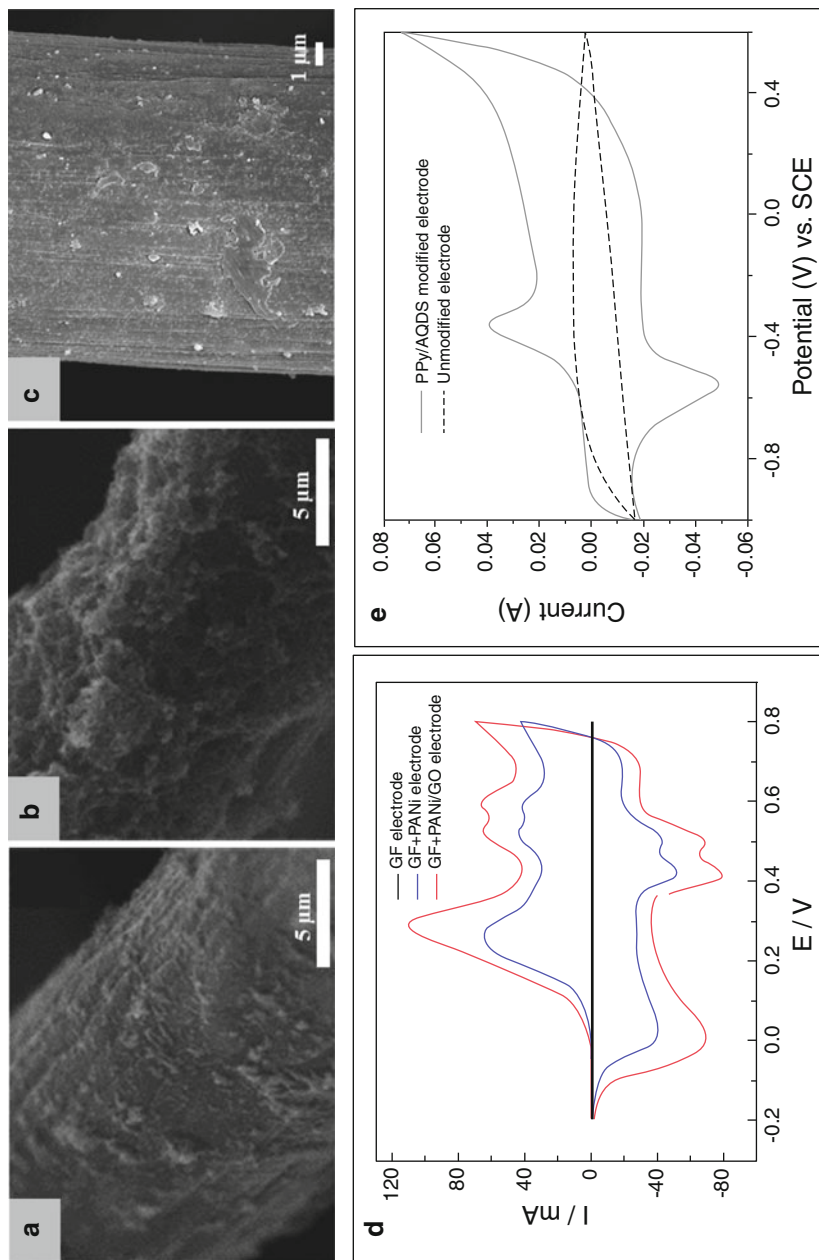 a
5 µm
b
5 µm
c
1 µm
d
GF electrode
GF+PANi electrode
GF+PANi/GO electrode
120
80
40
0
-40
-80
I / mA
-0.2
0.0
0.2
0.4
0.6
0.8
E / V
e
PPy/AQDS modified electrode
Unmodified electrode
0.08
0.06
0.04
0.02
0.00
-0.02
-0.04
-0.06
Current (A)
-0.8
-0.4
0.0
0.4
Potential (V) vs. SCE